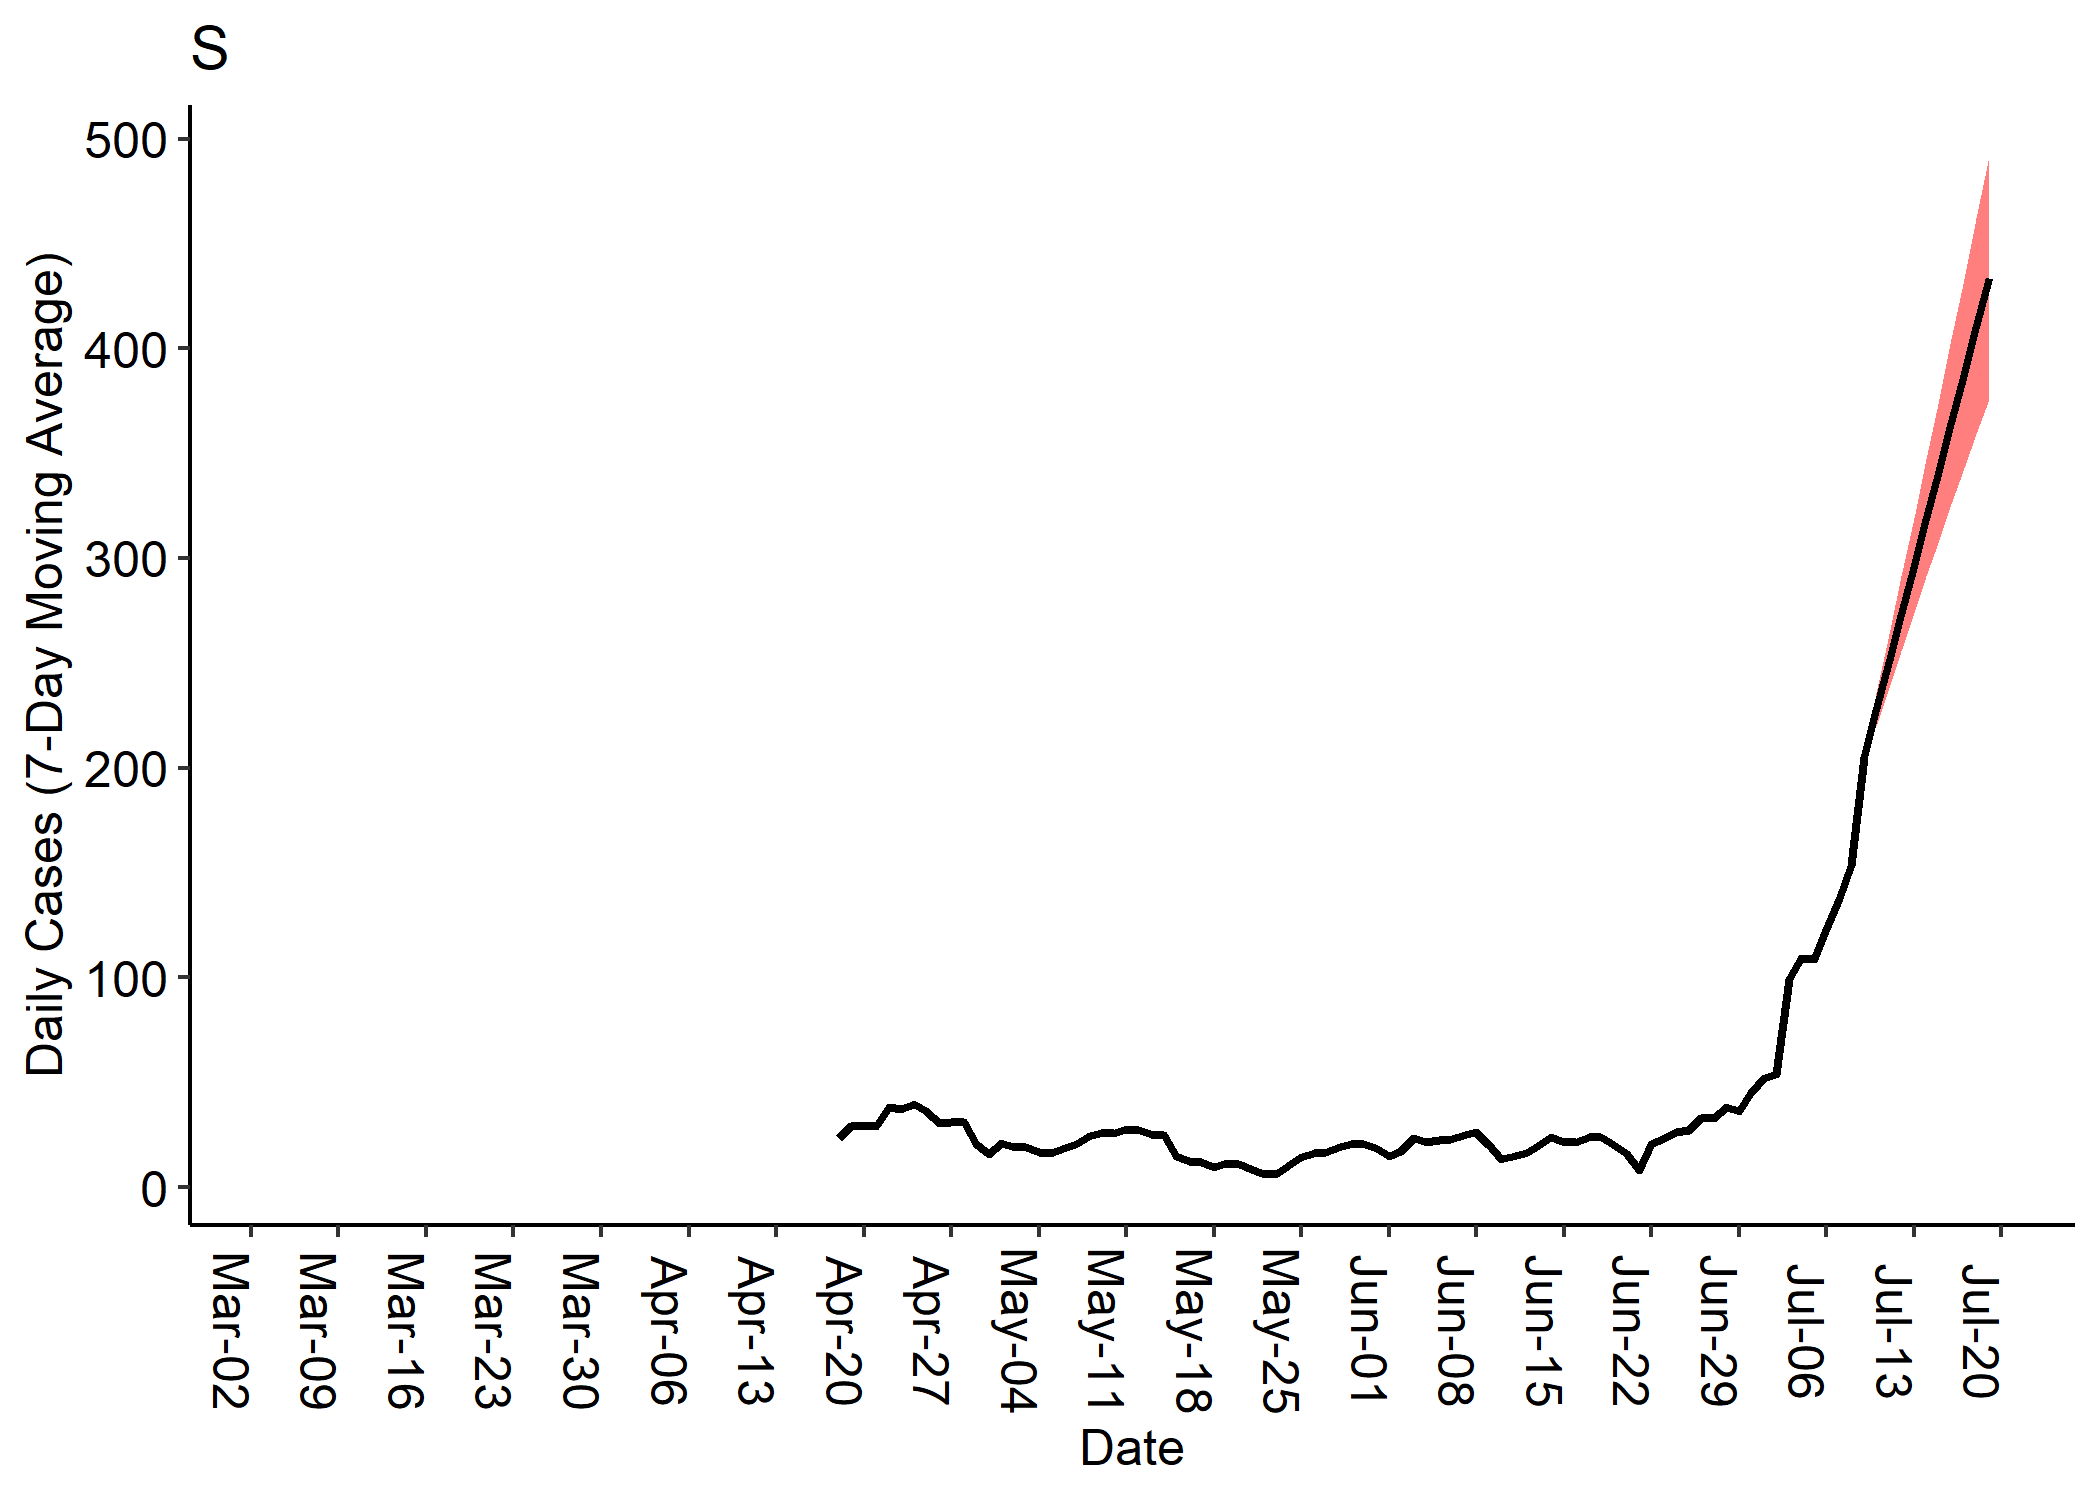 S
Daily Cases (7-Day Moving Average)
500
400
300
200
100
0
Mar-02
Mar-09
Mar-16
Mar-23
Mar-30
Apr-06
Apr-13
Apr-20
Apr-27
May-04
May-11
May-18
May-25
Jun-01
Jun-08
Jun-15
Jun-22
Jun-29
Jul-06
Jul-13
Jul-20
Date